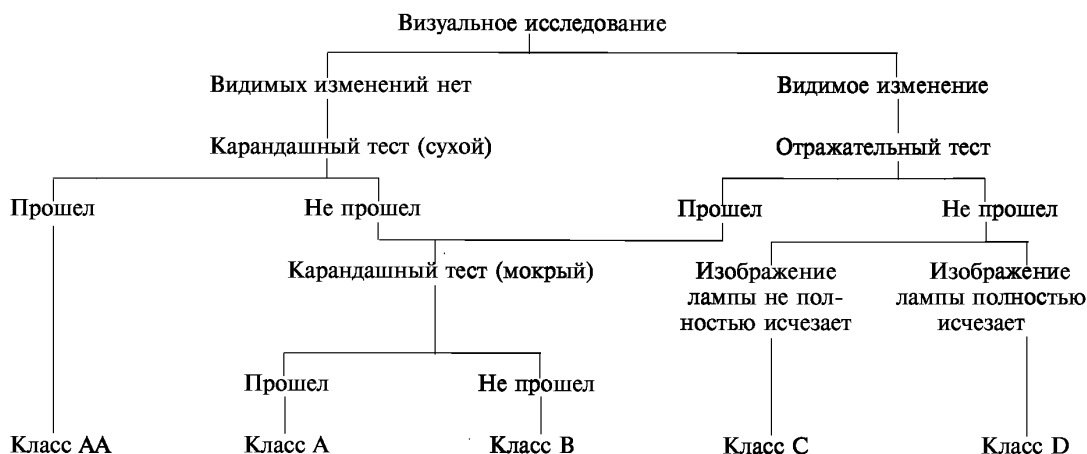 Визуальное исследование
Видимых изменений нет
Видимое изменение
Карандашный тест (сухой)
Отражательный тест
Прошел
Не прошел
Прошел
Не прошел
Карандашный тест (мокрый)
Изображение
лампы не пол-
ностью исчезает
Изображение
лампы полностью
исчезает
Прошел
Не прошел
Класс AA
Класс A
Класс B
Класс C
Класс D